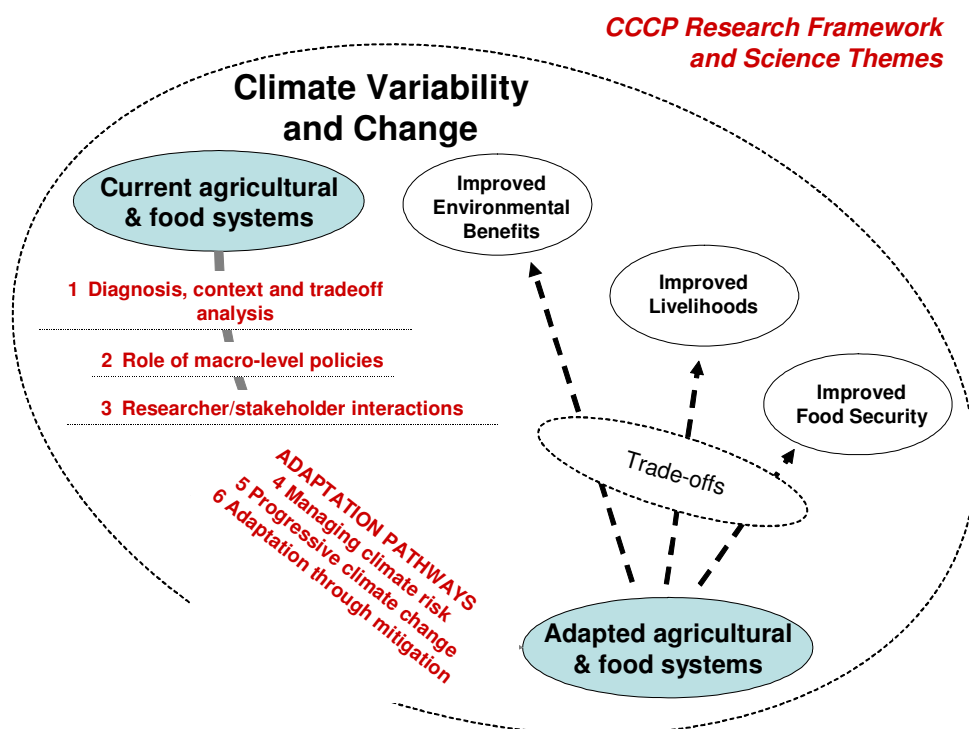 CCCP Research Framework
and Science Themes
Climate Variability
and Change
Current agricultural
& food systems
Improved
Environmental
Benefits
Improved
Livelihoods
Improved
Food Security
1 Diagnosis, context and tradeoff
analysis
2 Role of macro-level policies
3 Researcher/stakeholder interactions
Trade-offs
ADAPTATION PATHWAYS
4 Managing climate risk
5 Progressive climate change
6 Adaptation through mitigation
Adapted agricultural
& food systems